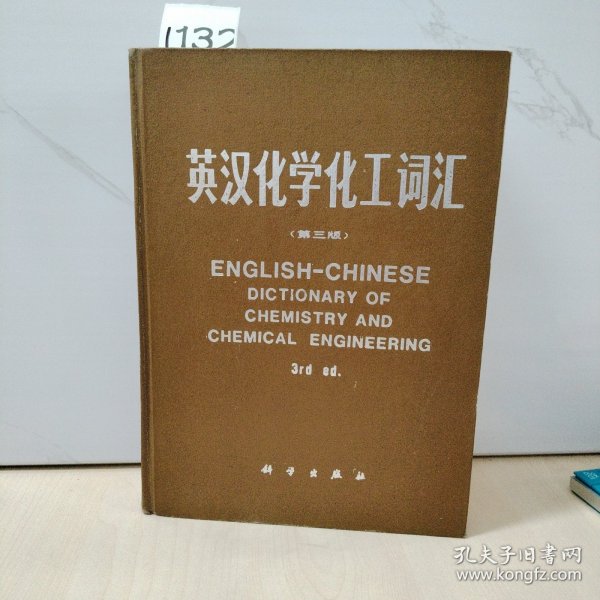 1732
英汉化学化工词汇
（第三版）
ENGLISH-CHINESE
DICTIONARY OF
CHEMISTRY AND
CHEMICAL ENGINEERING
3rd ed.
科学出版社
孔夫子旧书网
www.kongfz.com